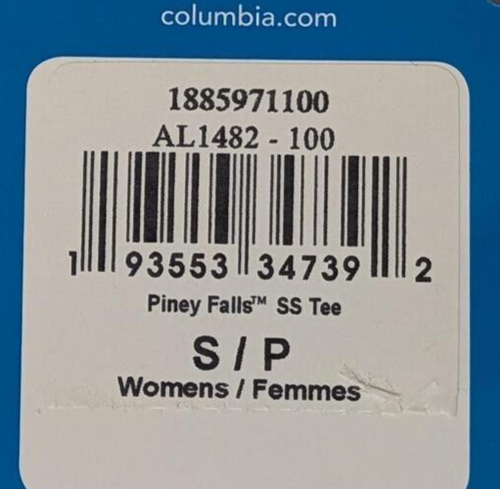 columbia.com
1885971100
AL1482 - 100
1 93553 34739 2
Piney Falls™ SS Tee
S / P
Womens / Femmes